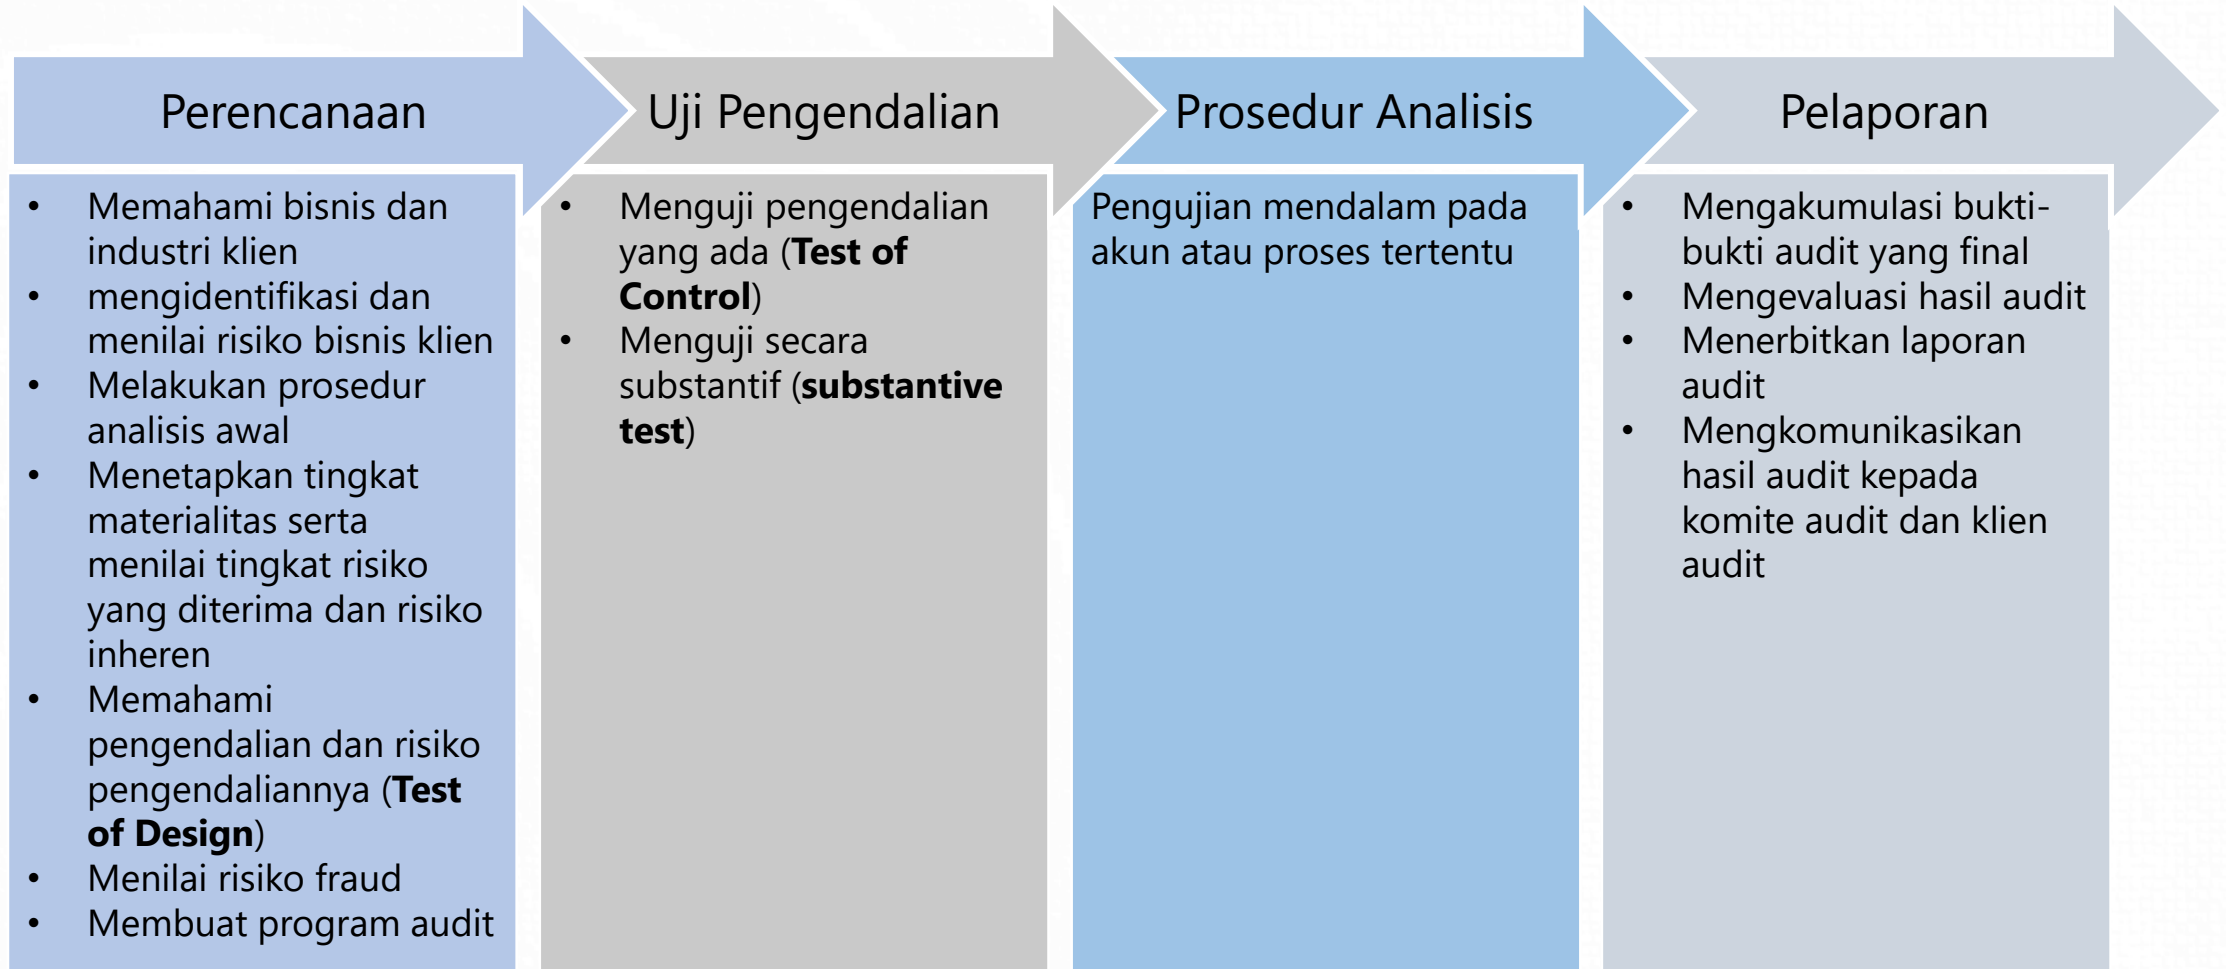 Perencanaan
• Memahami bisnis dan
industri klien
• mengidentifikasi dan
menilai risiko bisnis klien
• Melakukan prosedur
analisis awal
• Menetapkan tingkat
materialitas serta
menilai tingkat risiko
yang diterima dan risiko
inheren
• Memahami
pengendalian dan risiko
pengendaliannya (Test
of Design)
• Menilai risiko fraud
• Membuat program audit
Uji Pengendalian
• Menguji pengendalian
yang ada (Test of
Control)
• Menguji secara
substantif (substantive
test)
Prosedur Analisis
Pengujian mendalam pada
akun atau proses tertentu
Pelaporan
• Mengakumulasi bukti-
bukti audit yang final
• Mengevaluasi hasil audit
• Menerbitkan laporan
audit
• Mengkomunikasikan
hasil audit kepada
komite audit dan klien
audit